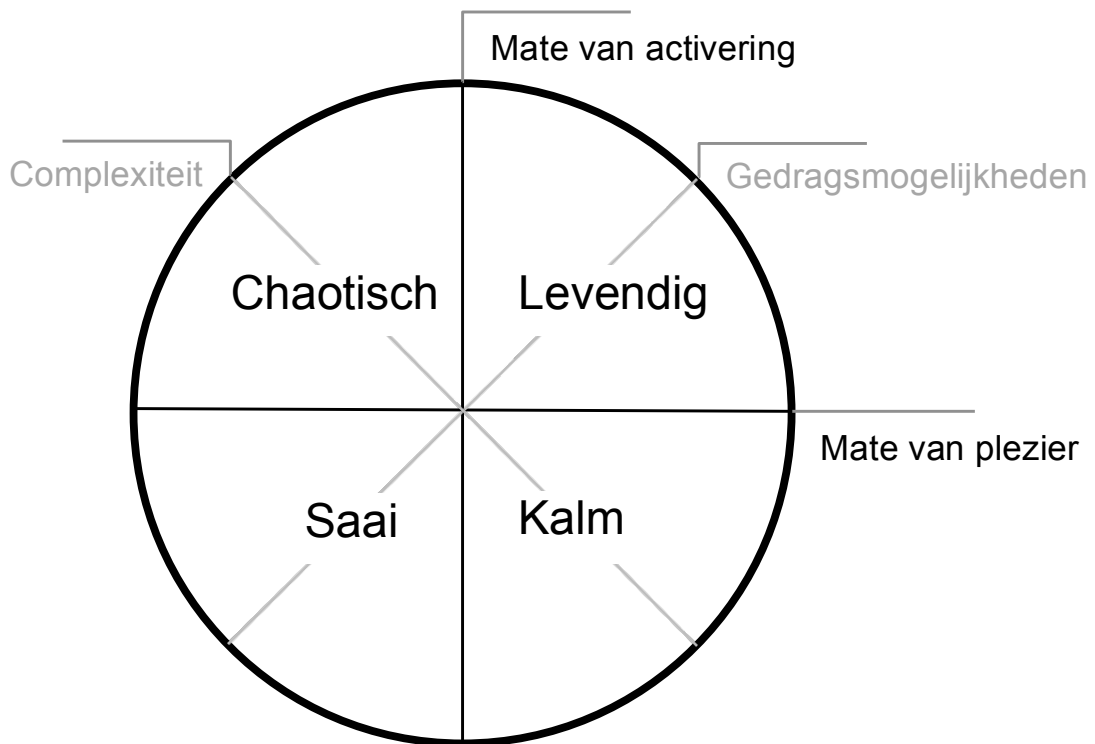 Mate van activering
Complexiteit
Gedragsmogelijkheden
Chaotisch
Levendig
Mate van plezier
Saai
Kalm